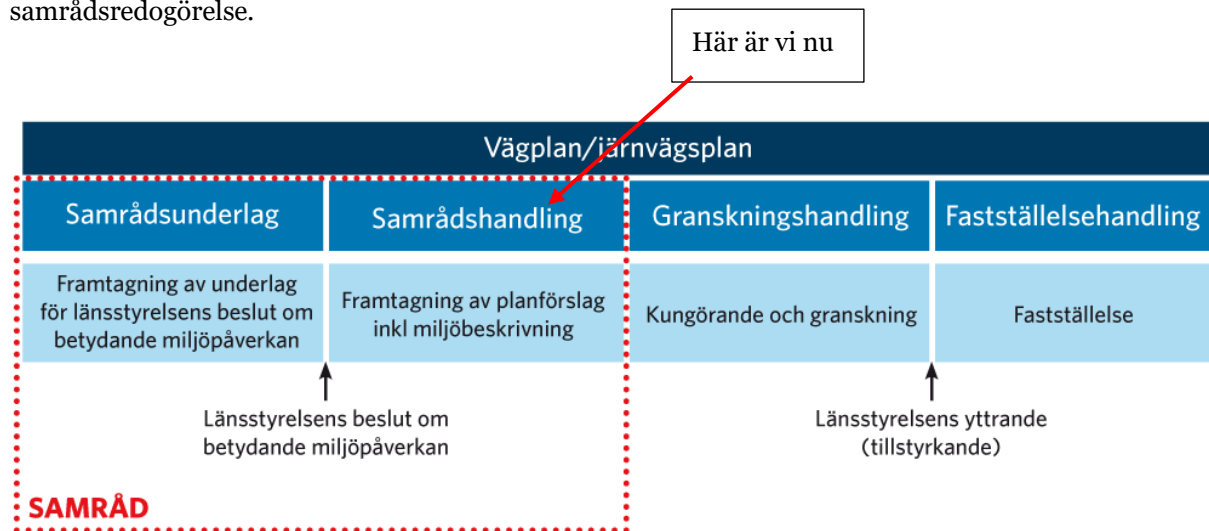 samrådsredogörelse.
Här är vi nu
Vägplan/järnvägsplan
Samrådsunderlag
Samrådshandling
Granskningshandling
Fastställelsehandling
Framtagning av underlag
för länsstyrelsens beslut om
betydande miljöpåverkan
Framtagning av planförslag
inkl miljöbeskrivning
Kungörande och granskning
Fastställelse
Länsstyrelsens beslut om
betydande miljöpåverkan
Länsstyrelsens yttrande
(tillstyrkande)
SAMRÅD